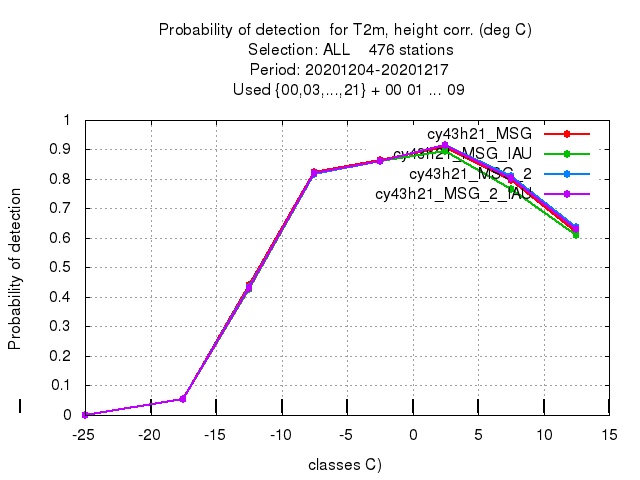 Probability of detection  for T2m, height corr. (deg C)
Selection: ALL    476 stations
Period: 20201204-20201217
Used {00,03,...,21} + 00 01 ... 09
cy43h21_MSG
cy43h21_MSG_IAU
cy43h21_MSG_2
cy43h21_MSG_2_IAU
Probability of detection
1
0.9
0.8
0.7
0.6
0.5
0.4
0.3
0.2
0.1
0
-25 -20 -15 -10 -5 0 5 10 15
classes C)